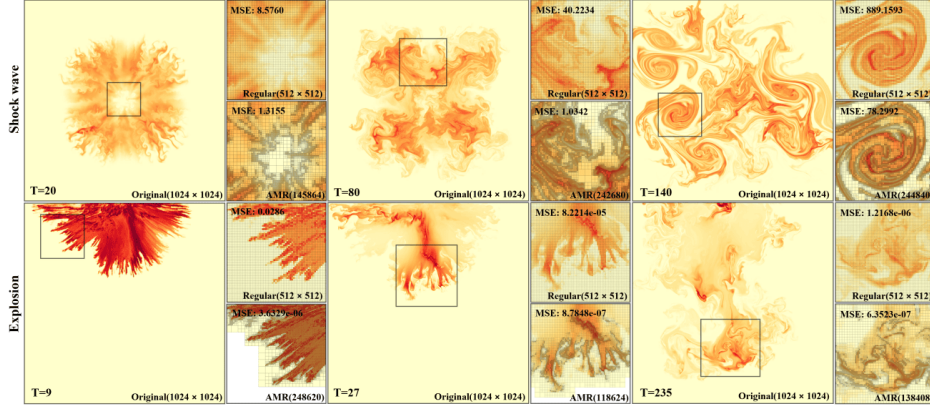 Shock wave
T=20
Original(1024 × 1024)
MSE: 8.5760
Regular(512 × 512)
MSE: 1.3155
AMR(145864)
T=80
Original(1024 × 1024)
MSE: 40.2234
Regular(512 × 512)
MSE: 1.0342
AMR(242680)
T=140
Original(1024 × 1024)
MSE: 889.1593
Regular(512 × 512)
MSE: 78.2992
AMR(244840)
Explosion
T=9
Original(1024 × 1024)
MSE: 0.0286
Regular(512 × 512)
MSE: 3.6329e-06
AMR(248620)
T=27
Original(1024 × 1024)
MSE: 8.2214e-05
Regular(512 × 512)
MSE: 8.7848e-07
AMR(118624)
T=235
Original(1024 × 1024)
MSE: 1.2168e-06
Regular(512 × 512)
MSE: 6.3523e-07
AMR(138408)